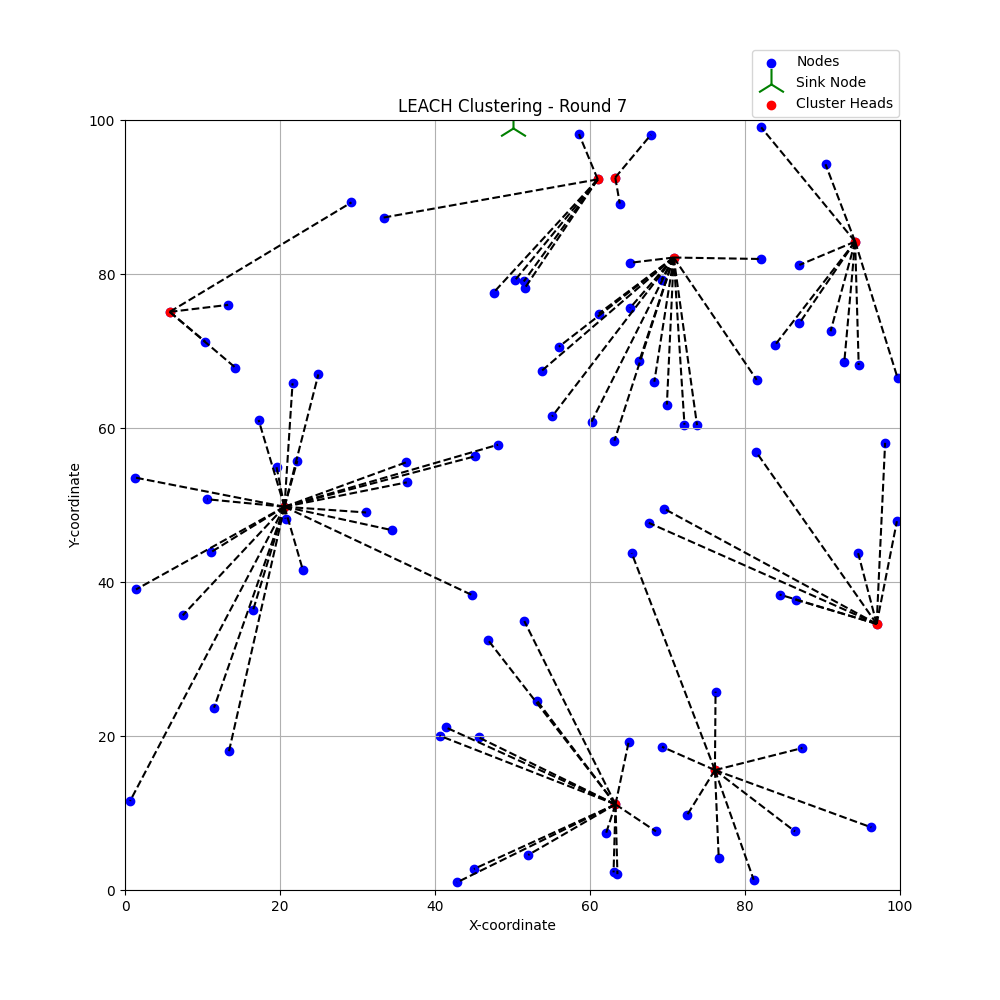 Nodes
Sink Node
Cluster Heads
LEACH Clustering - Round 7
100
80
60
40
20
0
Y-coordinate
0 20 40 60 80 100
X-coordinate